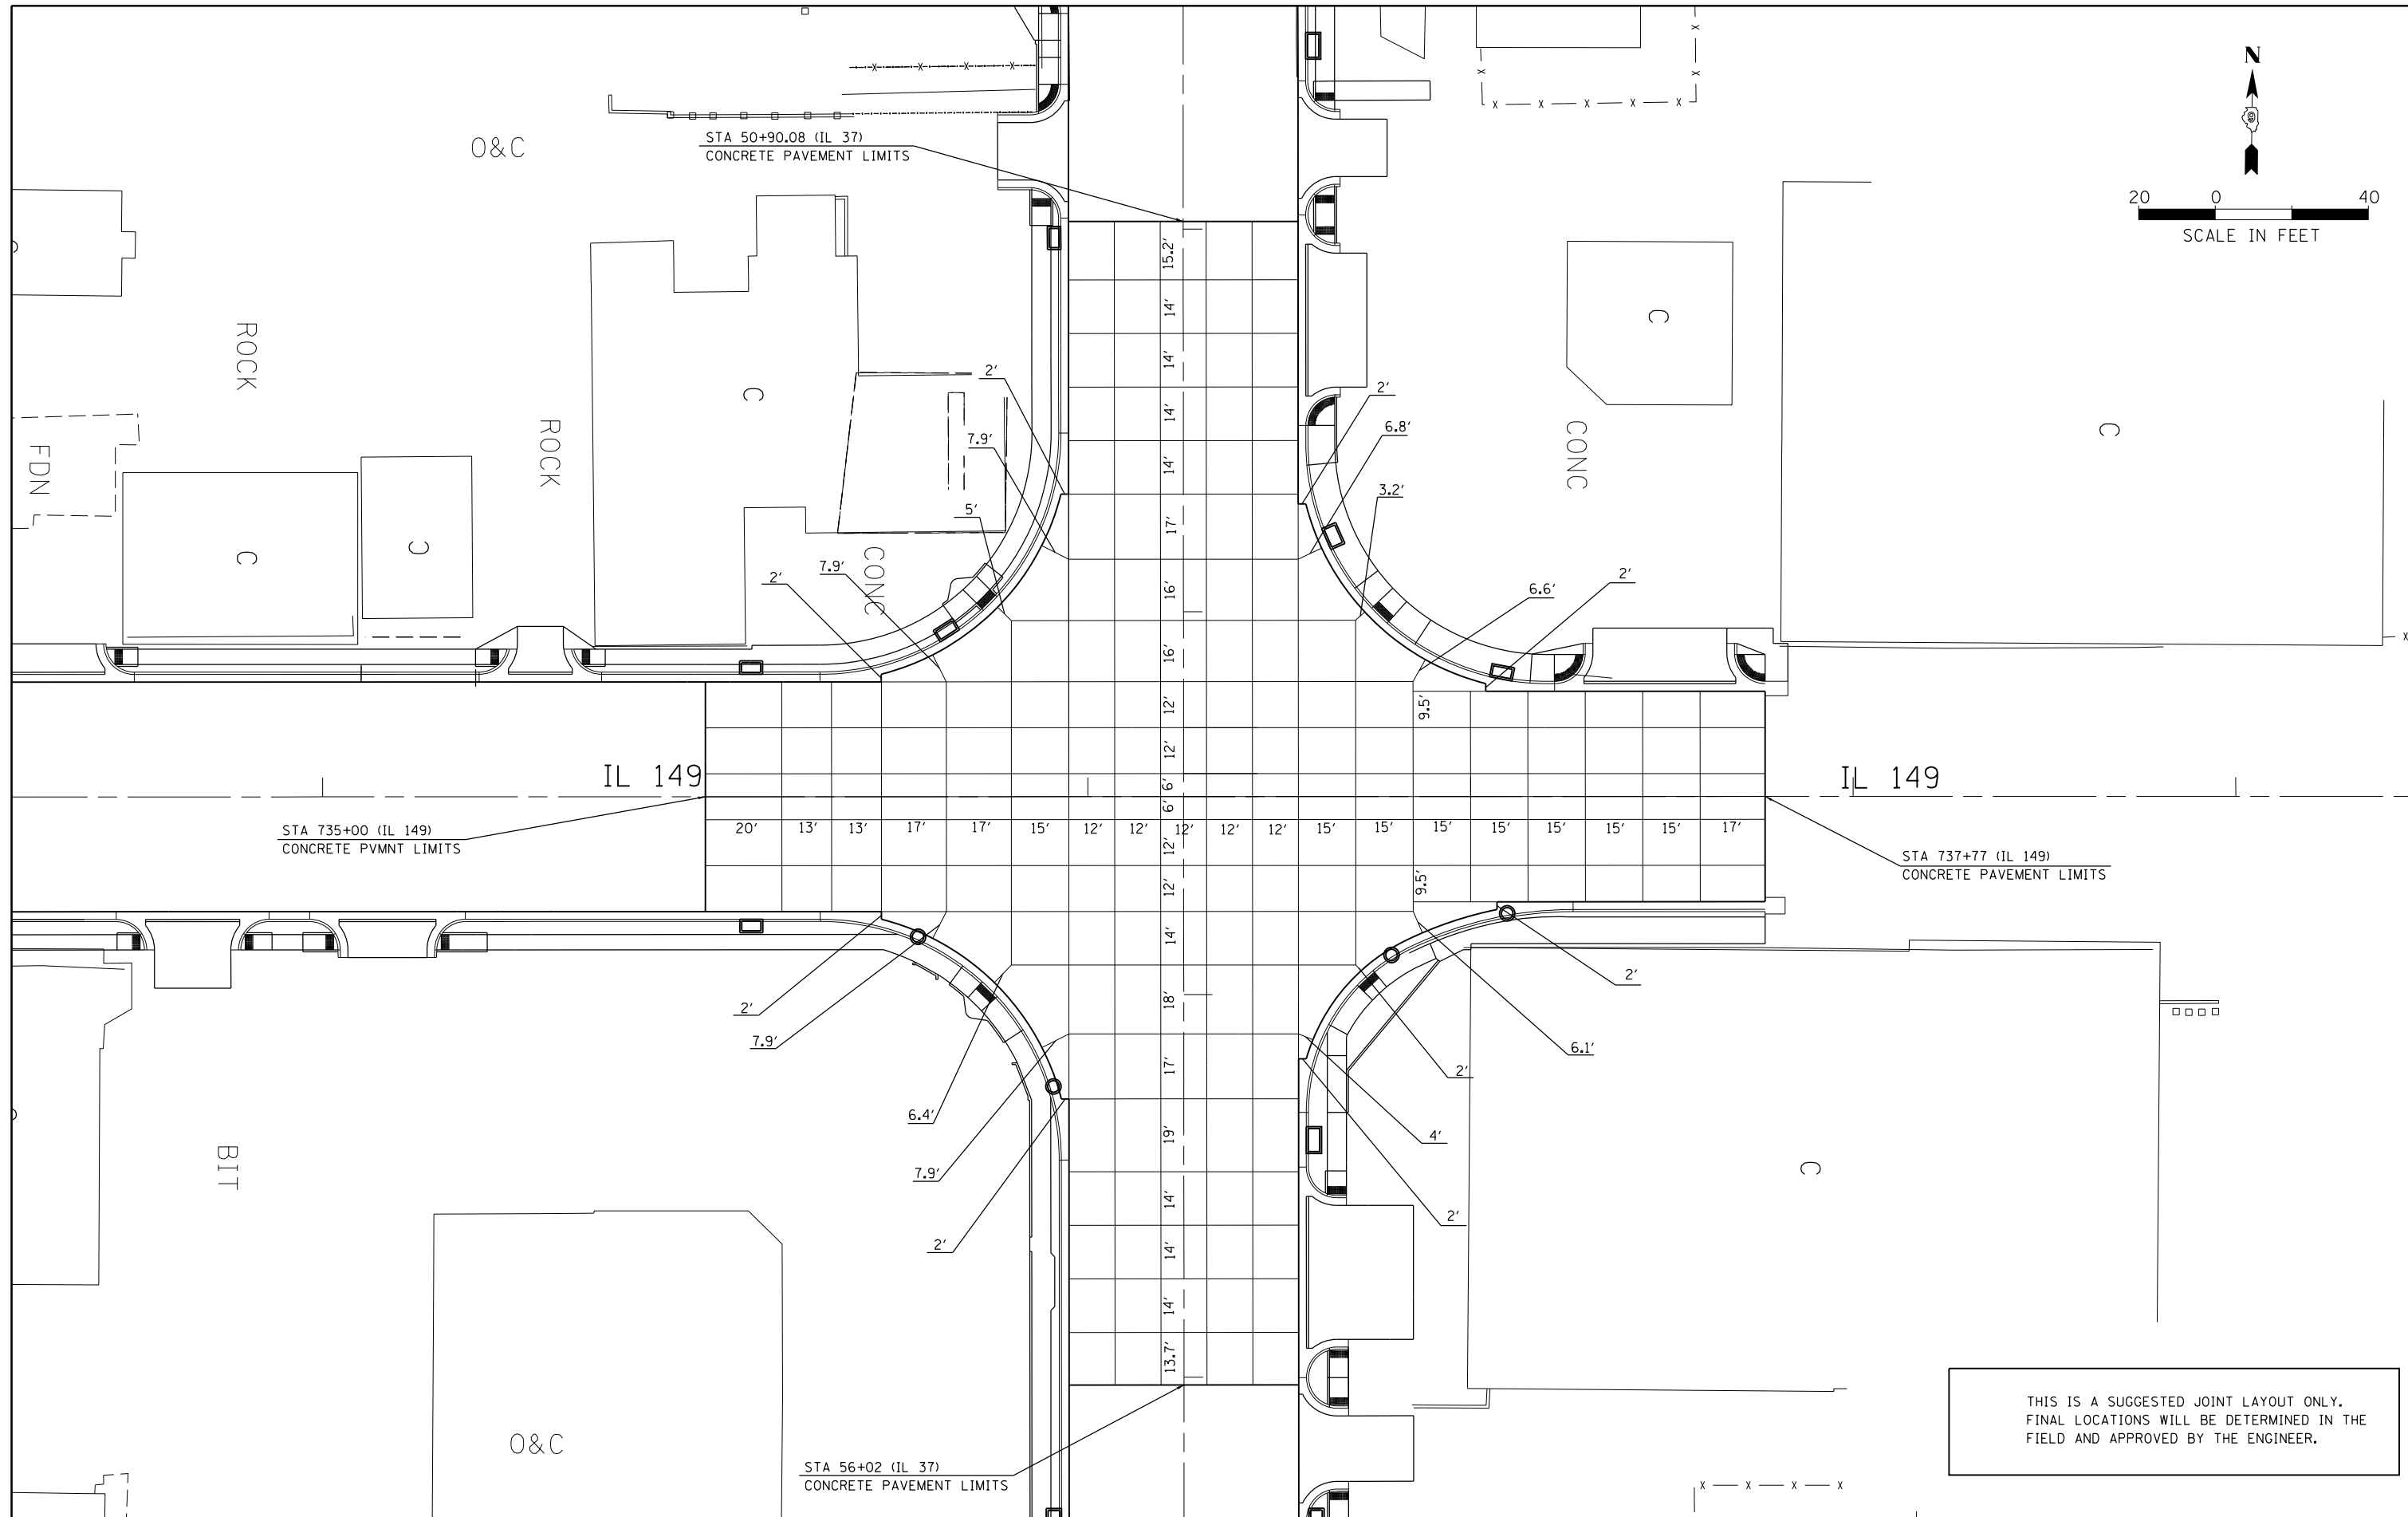 N
20 0 40
SCALE IN FEET
STA 50+90.08 (IL 37)
CONCRETE PAVEMENT LIMITS
O&C
ROCK
ROCK
FDN
C
C
C
CONC
C
CONC
C
2'
7.9'
5'
7.9'
2'
2'
6.8'
3.2'
6.6'
2'
15.2'
14'
14'
14'
14'
17'
16'
16'
12'
12'
6'
6'
12'
12'
14'
18'
17'
19'
14'
14'
14'
13.7'
9.5'
9.5'
IL 149
IL 149
STA 735+00 (IL 149)
CONCRETE PVMNT LIMITS
20' 13' 13' 17' 17' 15' 12' 12' 12' 12' 12' 15' 15' 15' 15' 15' 15' 15' 17'
STA 737+77 (IL 149)
CONCRETE PAVEMENT LIMITS
2'
7.9'
6.4'
7.9'
2'
2'
6.1'
2'
4'
2'
BIT
C
O&C
STA 56+02 (IL 37)
CONCRETE PAVEMENT LIMITS
THIS IS A SUGGESTED JOINT LAYOUT ONLY.
FINAL LOCATIONS WILL BE DETERMINED IN THE
FIELD AND APPROVED BY THE ENGINEER.